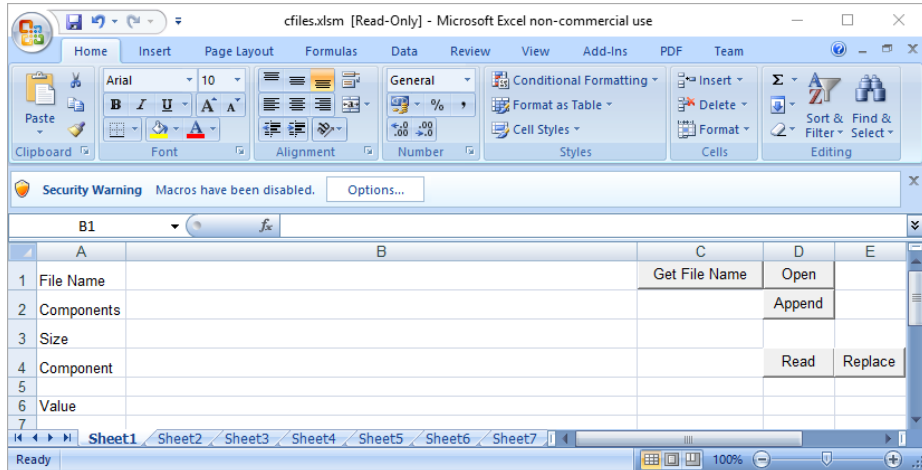 cfiles.xlsm [Read-Only] - Microsoft Excel non-commercial use
Home Insert Page Layout Formulas Data Review View Add-Ins PDF Team
Paste
Arial 10
B I U A A
A
General
% ,
.00 .0 .00
Conditional Formatting
Format as Table
Cell Styles
Insert
Delete
Format
Σ
Sort & Filter
Find & Select
Clipboard Font Alignment Number Styles Cells Editing
Security Warning Macros have been disabled. Options...
B1 fx
A B C D E
1 File Name Get File Name Open
2 Components Append
3 Size
4 Component Read Replace
5
6 Value
7
Sheet1 Sheet2 Sheet3 Sheet4 Sheet5 Sheet6 Sheet7
Ready 100%